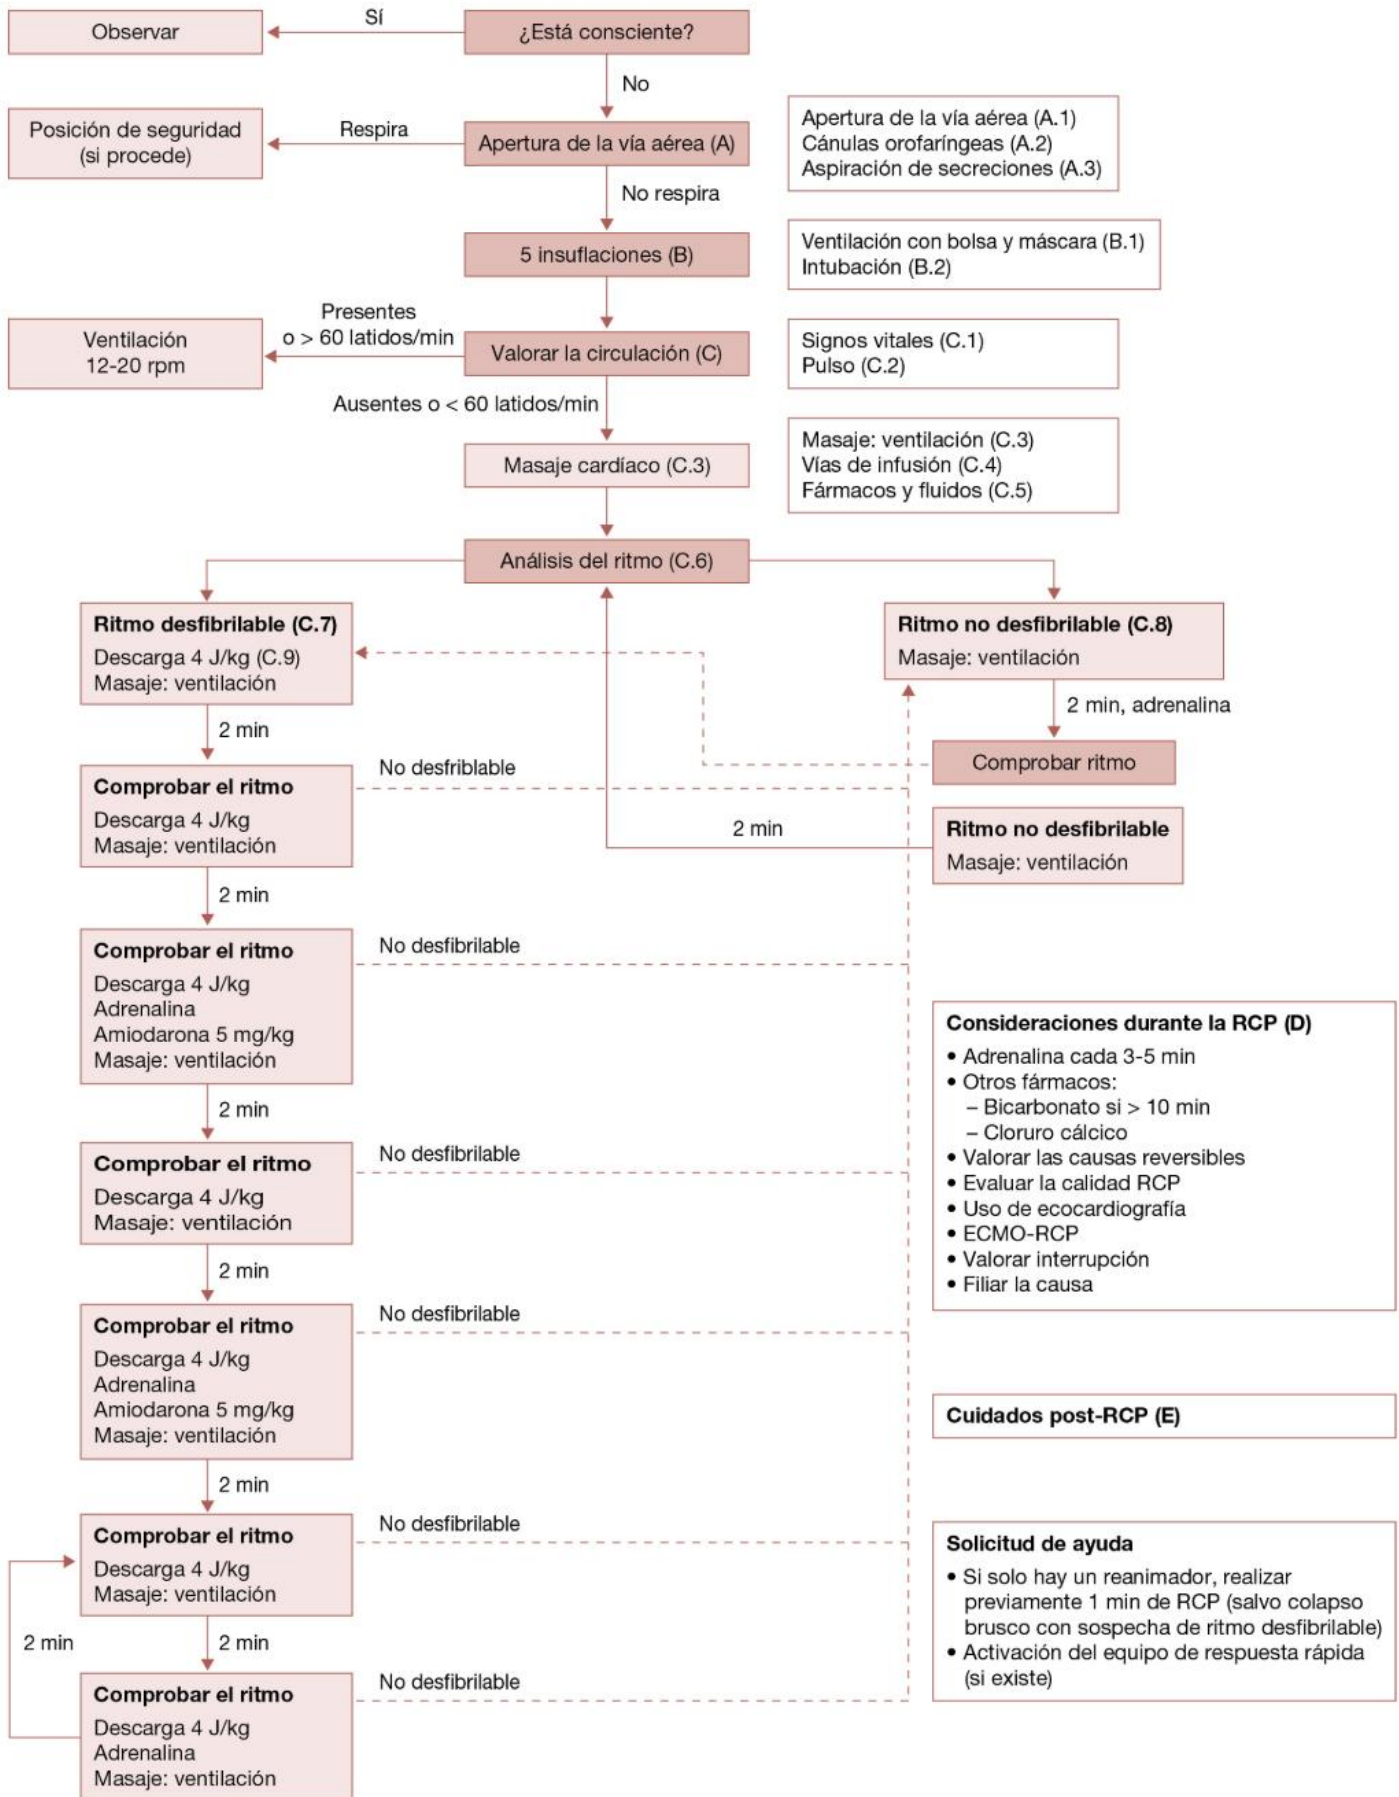 Observar
Sí
¿Está consciente?
No
Posición de seguridad
(si procede)
Respira
Apertura de la vía aérea (A)
Apertura de la vía aérea (A.1)
Cánulas orofaríngeas (A.2)
Aspiración de secreciones (A.3)
No respira
5 insuflaciones (B)
Ventilación con bolsa y máscara (B.1)
Intubación (B.2)
Ventilación
12-20 rpm
Presentes
o > 60 latidos/min
Valorar la circulación (C)
Signos vitales (C.1)
Pulso (C.2)
Ausentes o < 60 latidos/min
Masaje cardíaco (C.3)
Masaje: ventilación (C.3)
Vías de infusión (C.4)
Fármacos y fluidos (C.5)
Análisis del ritmo (C.6)
Ritmo desfibrilable (C.7)
Descarga 4 J/kg (C.9)
Masaje: ventilación
2 min
Comprobar el ritmo
Descarga 4 J/kg
Masaje: ventilación
No desfriblable
2 min
Comprobar el ritmo
Descarga 4 J/kg
Adrenalina
Amiodarona 5 mg/kg
Masaje: ventilación
No desfibrilable
2 min
Comprobar el ritmo
Descarga 4 J/kg
Masaje: ventilación
No desfibrilable
2 min
Comprobar el ritmo
Descarga 4 J/kg
Adrenalina
Amiodarona 5 mg/kg
Masaje: ventilación
No desfibrilable
2 min
Comprobar el ritmo
Descarga 4 J/kg
Masaje: ventilación
No desfibrilable
2 min
2 min
Comprobar el ritmo
Descarga 4 J/kg
Adrenalina
Masaje: ventilación
No desfibrilable
Ritmo no desfibrilable (C.8)
Masaje: ventilación
2 min, adrenalina
Comprobar ritmo
Ritmo no desfibrilable
Masaje: ventilación
2 min
Consideraciones durante la RCP (D)
• Adrenalina cada 3-5 min
• Otros fármacos:
– Bicarbonato si > 10 min
– Cloruro cálcico
• Valorar las causas reversibles
• Evaluar la calidad RCP
• Uso de ecocardiografía
• ECMO-RCP
• Valorar interrupción
• Filiar la causa
Cuidados post-RCP (E)
Solicitud de ayuda
• Si solo hay un reanimador, realizar
previamente 1 min de RCP (salvo colapso
brusco con sospecha de ritmo desfibrilable)
• Activación del equipo de respuesta rápida
(si existe)